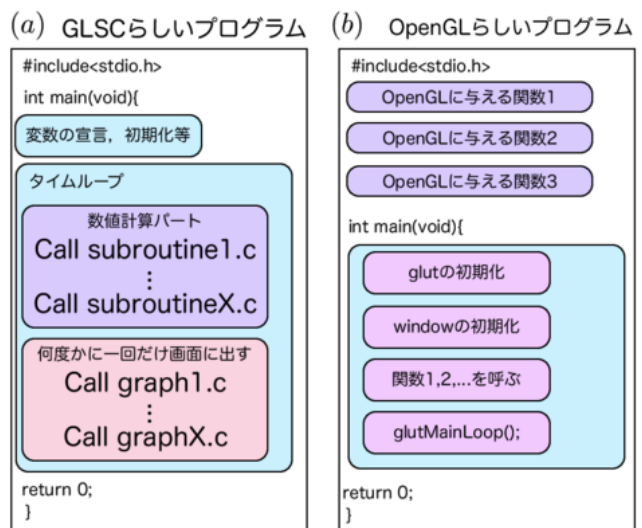 (a) GLSCらしいプログラム
#include<stdio.h>
int main(void){
変数の宣言，初期化等
タイムループ
数値計算パート
Call subroutine1.c
⋮
Call subroutineX.c
何度かに一回だけ画面に出す
Call graph1.c
⋮
Call graphX.c
return 0;
}
(b) OpenGLらしいプログラム
#include<stdio.h>
OpenGLに与える関数1
OpenGLに与える関数2
OpenGLに与える関数3
int main(void){
glutの初期化
windowの初期化
関数1,2,...を呼ぶ
glutMainLoop();
return 0;
}